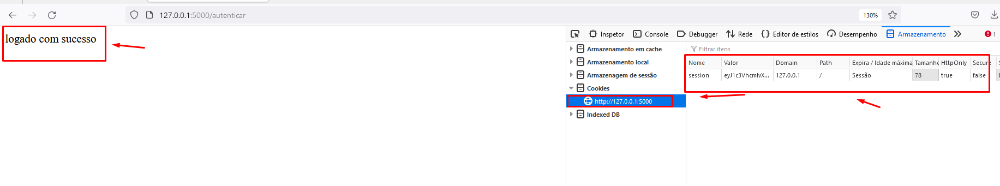 127.0.0.1:5000/autenticar
130%
logado com sucesso
Inspetor Console Debugger Rede Editor de estilos Desempenho Armazenamento 1
Armazenamento em cache
Armazenamento local
Armazenagem de sessão
Cookies
http://127.0.0.1:5000
Indexed DB
Filtrar itens
Nome Valor Domain Path Expira / Idade máxima Tamanho HttpOnly Secure
session eyJ1c3VhcmlvX... 127.0.0.1 / Sessão 78 true false